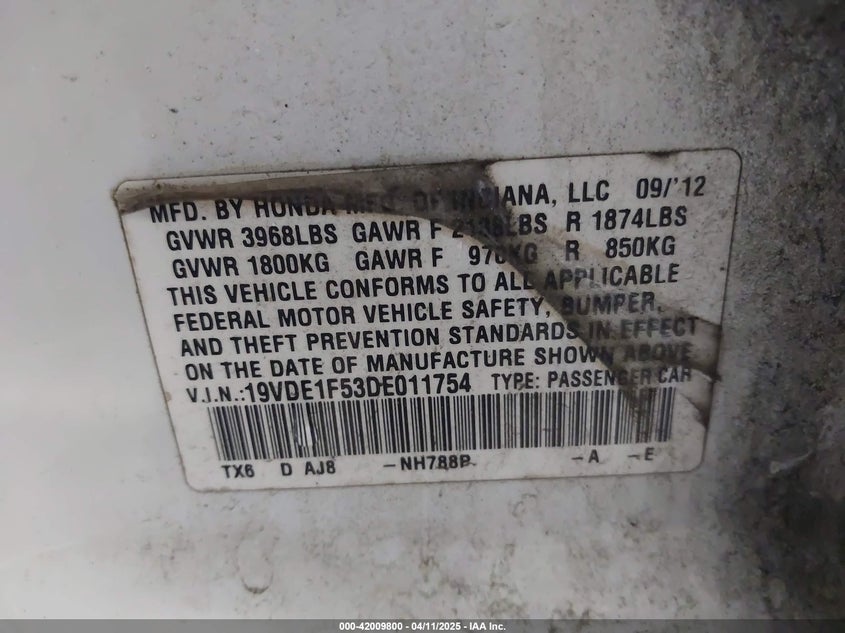 MFD. BY HONDA MFG. OF INDIANA, LLC 09/'12
GVWR 3968LBS GAWR F 2138LBS R 1874LBS
GVWR 1800KG GAWR F 970KG R 850KG
THIS VEHICLE CONFORMS TO ALL APPLICABLE
FEDERAL MOTOR VEHICLE SAFETY, BUMPER,
AND THEFT PREVENTION STANDARDS IN EFFECT
ON THE DATE OF MANUFACTURE SHOWN ABOVE
V.I.N.:19VDE1F53DE011754 TYPE: PASSENGER CAR
TX6 D AJ8 -NH788P -A -E
000-42009800 - 04/11/2025 - IAA Inc.